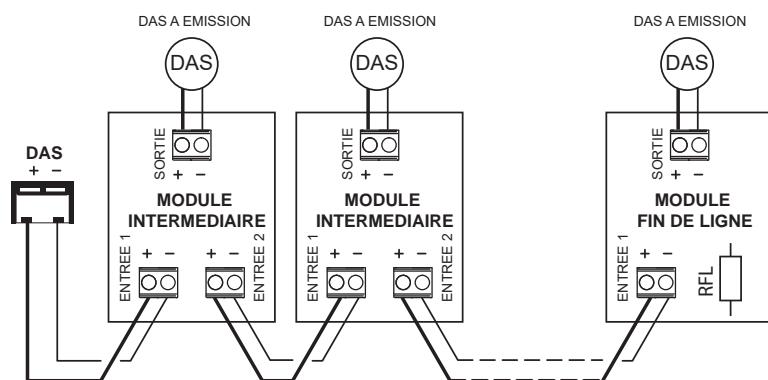 DAS A EMISSION DAS A EMISSION DAS A EMISSION
DAS DAS DAS
SORTIE SORTIE SORTIE
+ − + − + −
DAS
+ −
MODULE INTERMEDIAIRE
MODULE INTERMEDIAIRE
MODULE FIN DE LIGNE
ENTREE 1 + − + − ENTREE 2
ENTREE 1 + − + − ENTREE 2
ENTREE 1 + − RFL